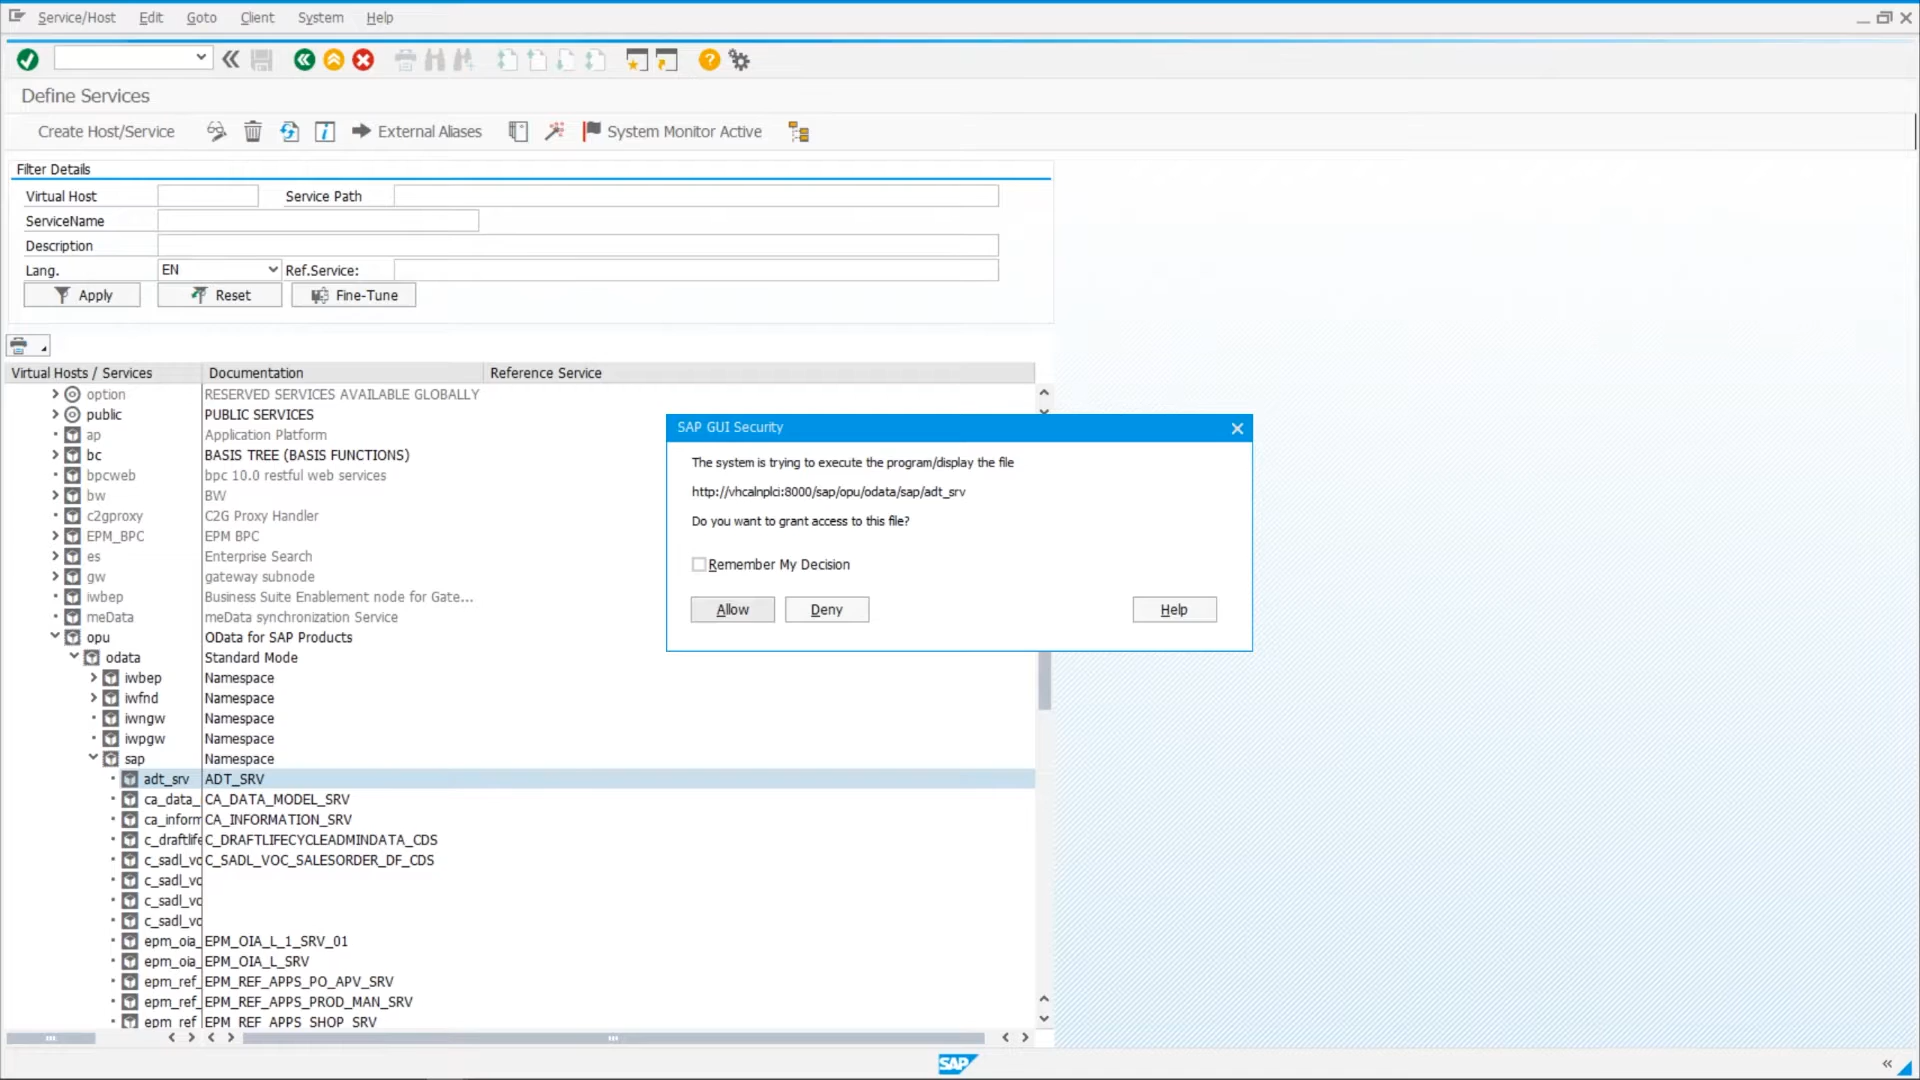 Service/Host Edit Goto Client System Help
Define Services
Create Host/Service External Aliases System Monitor Active
Filter Details
Virtual Host Service Path
ServiceName
Description
Lang. EN Ref.Service:
Apply Reset Fine-Tune
Virtual Hosts / Services Documentation Reference Service
option RESERVED SERVICES AVAILABLE GLOBALLY
public PUBLIC SERVICES
ap Application Platform
bc BASIS TREE (BASIS FUNCTIONS)
bpcweb bpc 10.0 restful web services
bw BW
c2gproxy C2G Proxy Handler
EPM_BPC EPM BPC
es Enterprise Search
gw gateway subnode
iwbep Business Suite Enablement node for Gate...
meData meData synchronization Service
opu OData for SAP Products
odata Standard Mode
iwbep Namespace
iwfnd Namespace
iwngw Namespace
iwpgw Namespace
sap Namespace
adt_srv ADT_SRV
ca_data_ CA_DATA_MODEL_SRV
ca_inform CA_INFORMATION_SRV
c_draftlife C_DRAFTLIFECYCLEADMINDATA_CDS
c_sadl_vo C_SADL_VOC_SALESORDER_DF_CDS
c_sadl_vo
c_sadl_vo
c_sadl_vo
epm_oia_ EPM_OIA_L_1_SRV_01
epm_oia_ EPM_OIA_L_SRV
epm_ref_ EPM_REF_APPS_PO_APV_SRV
epm_ref_ EPM_REF_APPS_PROD_MAN_SRV
epm_ref EPM_REF_APPS_SHOP_SRV
SAP GUI Security
The system is trying to execute the program/display the file
http://vhcalnplci:8000/sap/opu/odata/sap/adt_srv
Do you want to grant access to this file?
Remember My Decision
Allow Deny Help
SAP